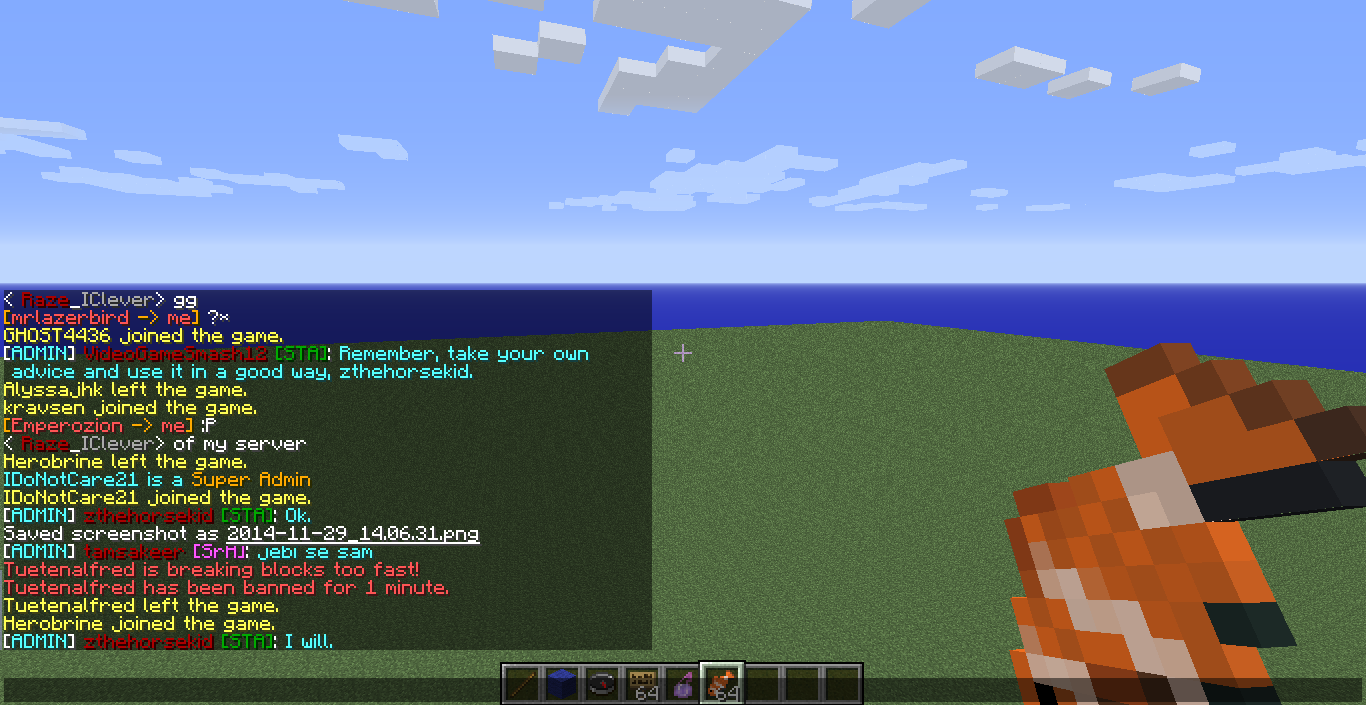 < Raze_IClever> gg
[mrlazerbird -> me] ?*
GHOST4436 joined the game.
[ADMIN] VideoGameSmash12 [STA]: Remember, take your own
advice and use it in a good way, zthehorsekid.
Alyssajhk left the game.
kravsen joined the game.
[Emperozion -> me] :P
< Raze_IClever> of my server
Herobrine left the game.
IDoNotCare21 is a Super Admin
IDoNotCare21 joined the game.
[ADMIN] zthehorsekid [STA]: Ok.
Saved screenshot as 2014-11-29_14.06.31.png
[ADMIN] tamsakeer [SrA]: jebi se sam
Tuetenalfred is breaking blocks too fast!
Tuetenalfred has been banned for 1 minute.
Tuetenalfred left the game.
Herobrine joined the game.
[ADMIN] zthehorsekid [STA]: I will.
64 64